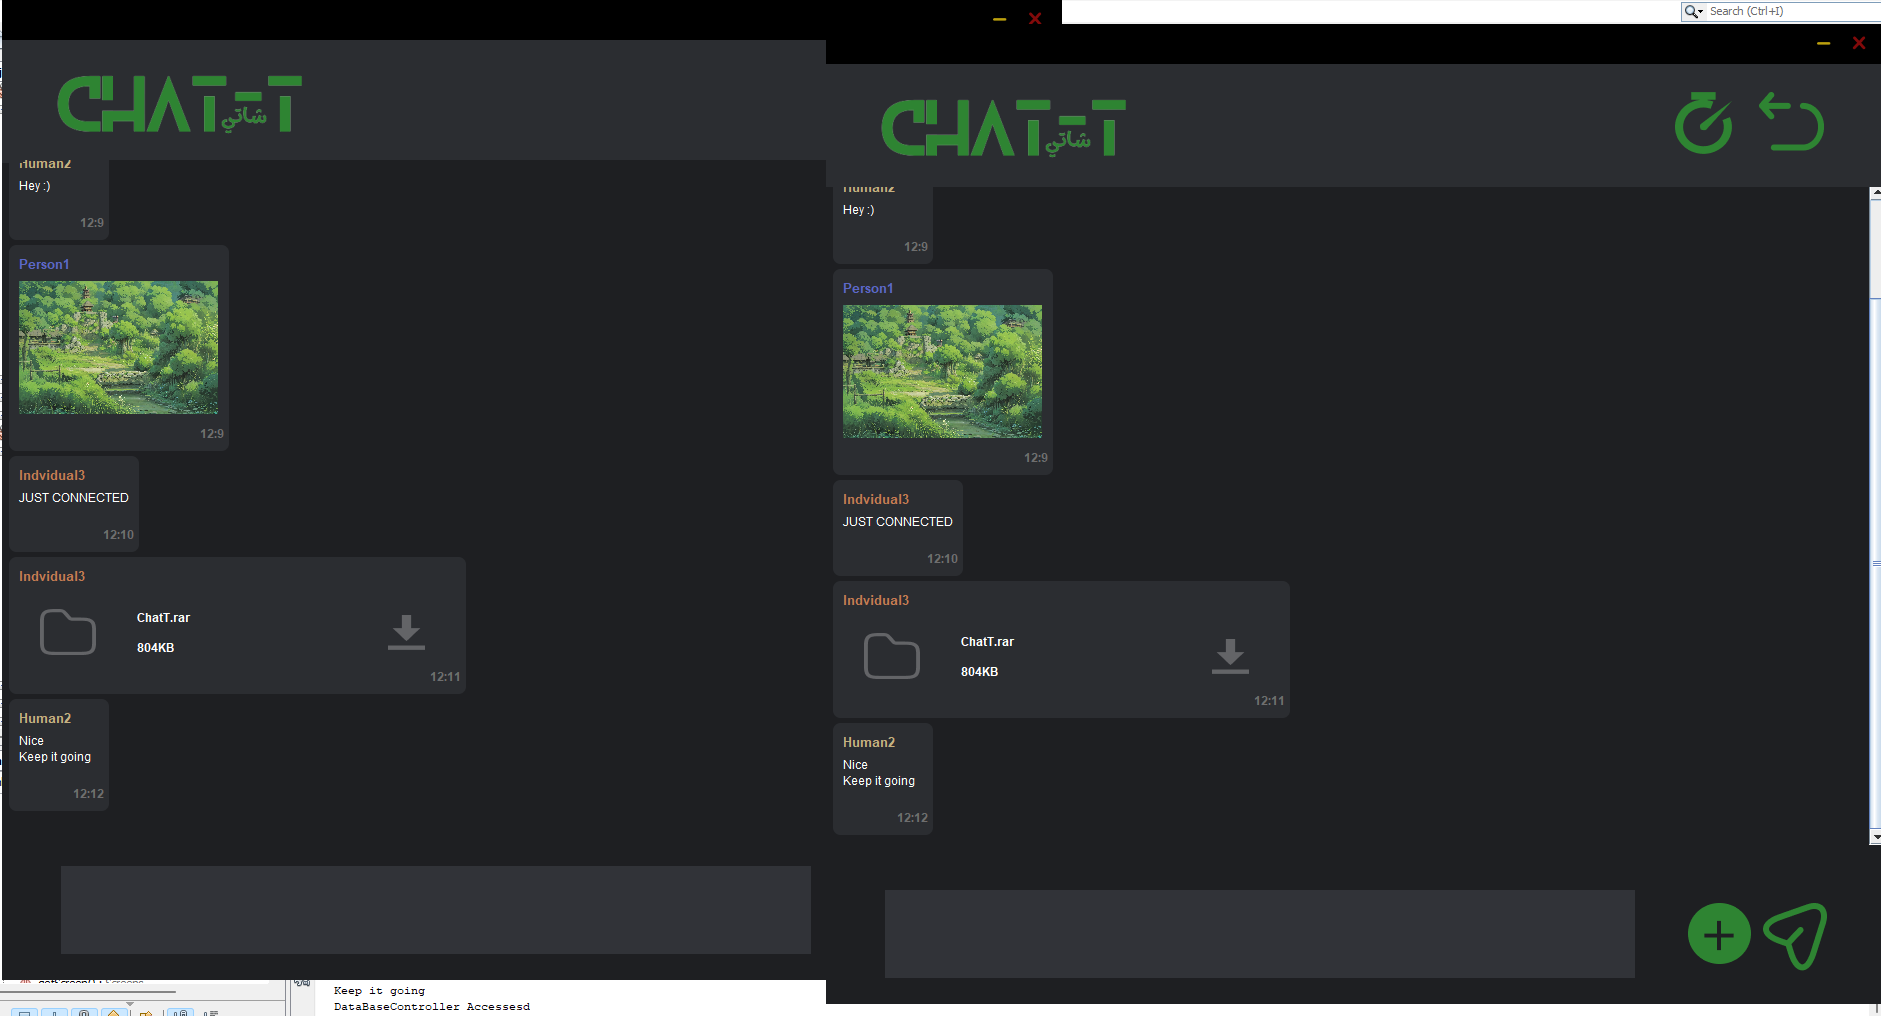 Search (Ctrl+I)
CHAT-T
شاتي
Human2
Hey :)
12:9
Person1
12:9
Indvidual3
JUST CONNECTED
12:10
Indvidual3
ChatT.rar
804KB
12:11
Human2
Nice
Keep it going
12:12
CHAT-T
شاتي
Human2
Hey :)
12:9
Person1
12:9
Indvidual3
JUST CONNECTED
12:10
Indvidual3
ChatT.rar
804KB
12:11
Human2
Nice
Keep it going
12:12
getScreen() : Screens
Keep it going
DataBaseController Accessesd